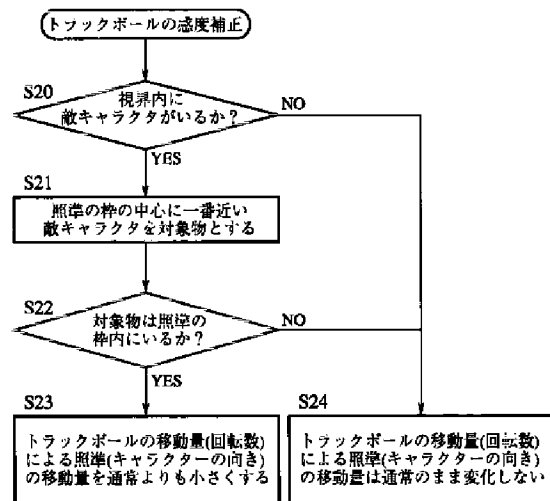 トラックボールの感度補正
S20
視界内に
敵キャラクタがいるか？
NO
YES
S21
照準の枠の中心に一番近い
敵キャラクタを対象物とする
S22
対象物は照準の
枠内にいるか？
NO
YES
S23
トラックボールの移動量(回転数)
による照準(キャラクターの向き)
の移動量を通常よりも小さくする
S24
トラックボールの移動量(回転数)
による照準(キャラクターの向き)
の移動量は通常のまま変化しない